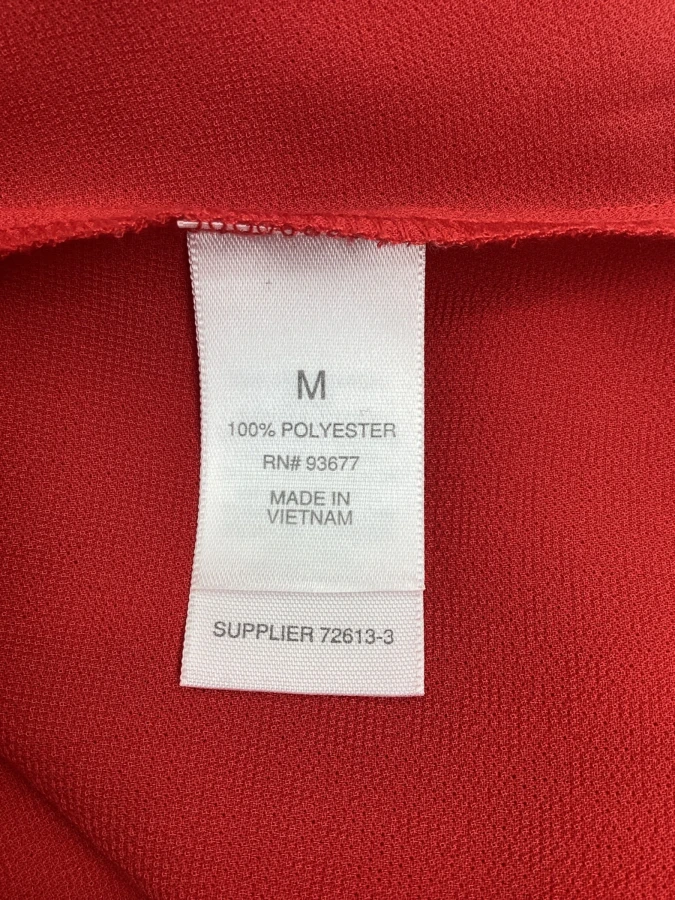 M
100% POLYESTER
RN# 93677
MADE IN
VIETNAM
SUPPLIER 72613-3